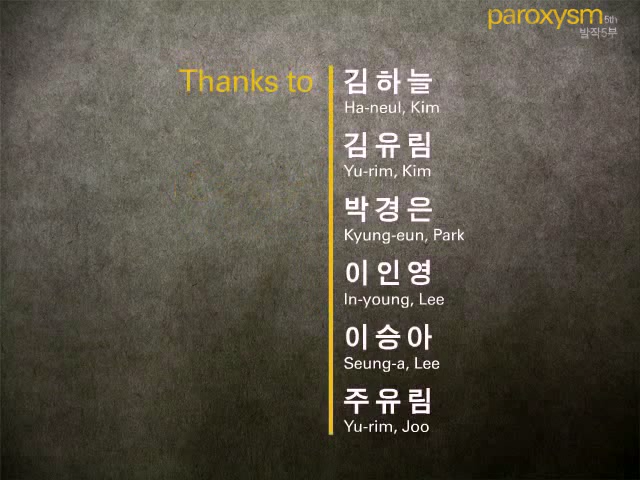 paroxysm 5th
발작5부
Thanks to
김하늘
Ha-neul, Kim
김유림
Yu-rim, Kim
박경은
Kyung-eun, Park
이인영
In-young, Lee
이승아
Seung-a, Lee
주유림
Yu-rim, Joo